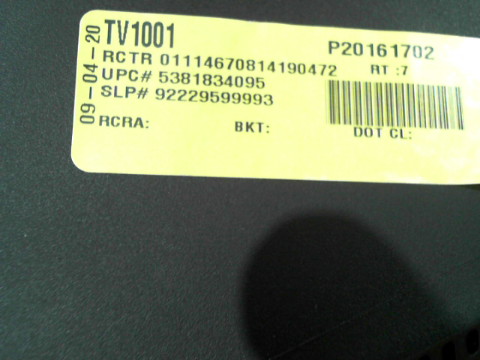 09-04-20
TV1001
P20161702
RCTR 01114670814190472 RT :7
UPC# 5381834095
SLP# 92229599993
RCRA: BKT: DOT CL: